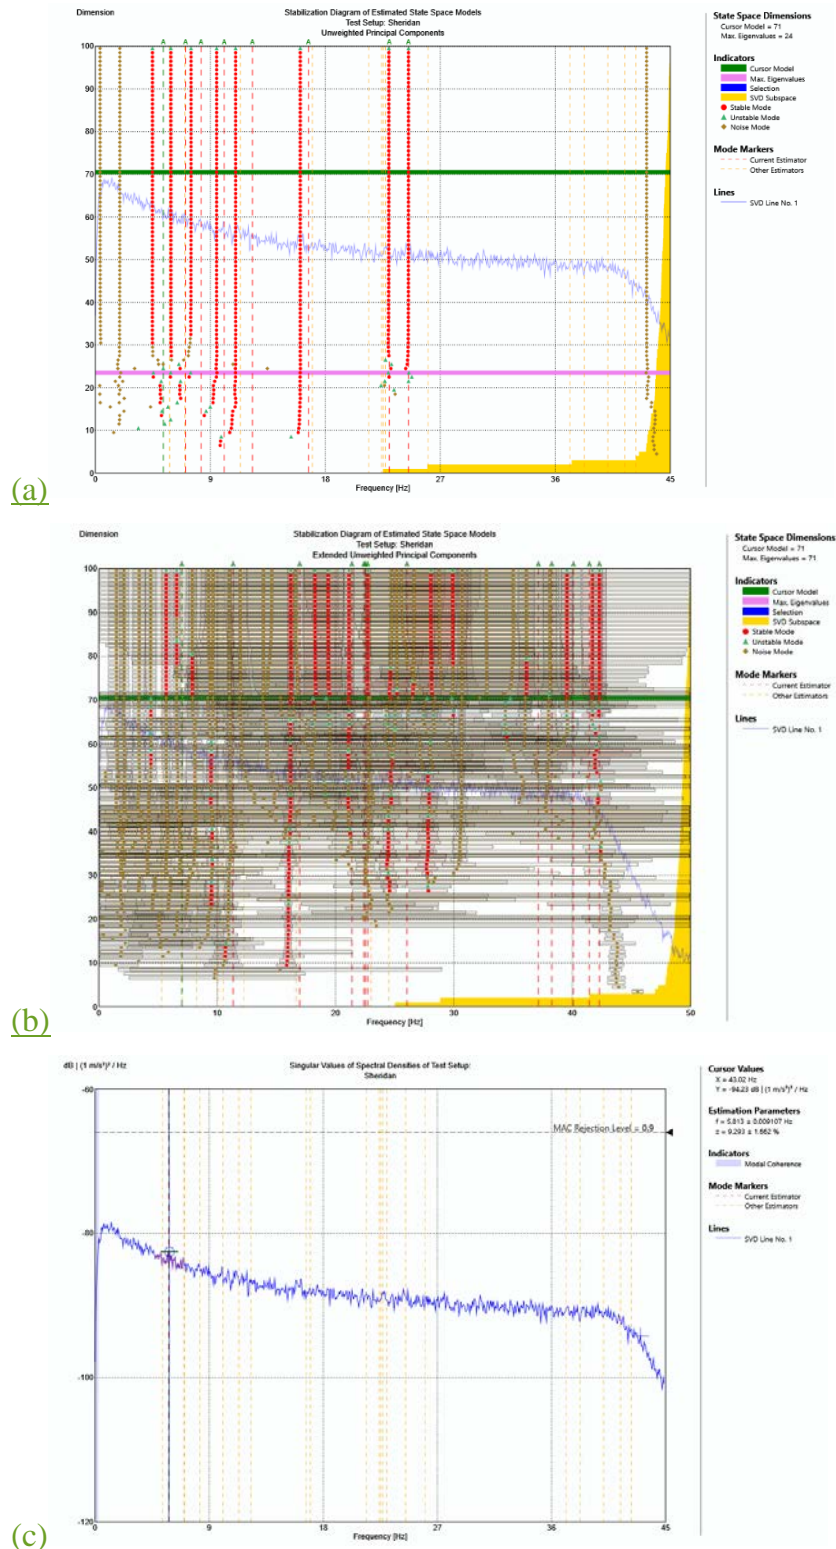 Dimension
Stabilization Diagram of Estimated State Space Models
Test Setup: Sheridan
Unweighted Principal Components
State Space Dimensions
Cursor Model = 71
Max. Eigenvalues = 24
Indicators
Cursor Model
Max. Eigenvalues
Selection
SVD Subspace
Stable Mode
Unstable Mode
Noise Mode
Mode Markers
Current Estimator
Other Estimators
Lines
SVD Line No. 1
100
90
80
70
60
50
40
30
20
10
0
0 9 18 27 36 45
Frequency [Hz]
(a)
Dimension
Stabilization Diagram of Estimated State Space Models
Test Setup: Sheridan
Extended Unweighted Principal Components
State Space Dimensions
Cursor Model = 71
Max. Eigenvalues = 71
Indicators
Cursor Model
Max. Eigenvalues
Selection
SVD Subspace
Stable Mode
Unstable Mode
Noise Mode
Mode Markers
Current Estimator
Other Estimators
Lines
SVD Line No. 1
100
90
80
70
60
50
40
30
20
10
0
0 10 20 30 40 50
Frequency [Hz]
(b)
dB | (1 m/s²)² / Hz
Singular Values of Spectral Densities of Test Setup:
Sheridan
Cursor Values
X = 43.02 Hz
Y = -94.23 dB | (1 m/s²)² / Hz
Estimation Parameters
f = 5.813 ± 0.009107 Hz
z = 9.293 ± 1.662 %
Indicators
Modal Coherence
Mode Markers
Current Estimator
Other Estimators
Lines
SVD Line No. 1
MAC Rejection Level = 0.9
-60
-80
-100
-120
0 9 18 27 36 45
Frequency [Hz]
(c)